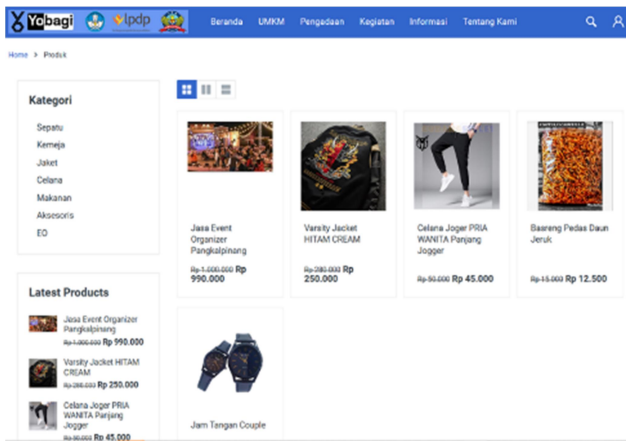 Yobagi
lpdp
Beranda UMKM Pengadaan Kegiatan Informasi Tentang Kami
Home > Produk
Kategori
Sepatu
Kemeja
Jaket
Celana
Makanan
Aksesoris
EO
Latest Products
Jasa Event Organizer
Pangkalpinang
Rp 1.000.000 Rp 990.000
Varsity Jacket HITAM
CREAM
Rp 280.000 Rp 250.000
Celana Joger PRIA
WANITA Panjang
Jogger
Rp 50.000 Rp 45.000
Jasa Event
Organizer
Pangkalpinang
Rp 1.000.000 Rp
990.000
Varsity Jacket
HITAM CREAM
Rp 280.000 Rp
250.000
Celana Joger PRIA
WANITA Panjang
Jogger
Rp 50.000 Rp 45.000
Basreng Pedas Daun
Jeruk
Rp 15.000 Rp 12.500
Jam Tangan Couple